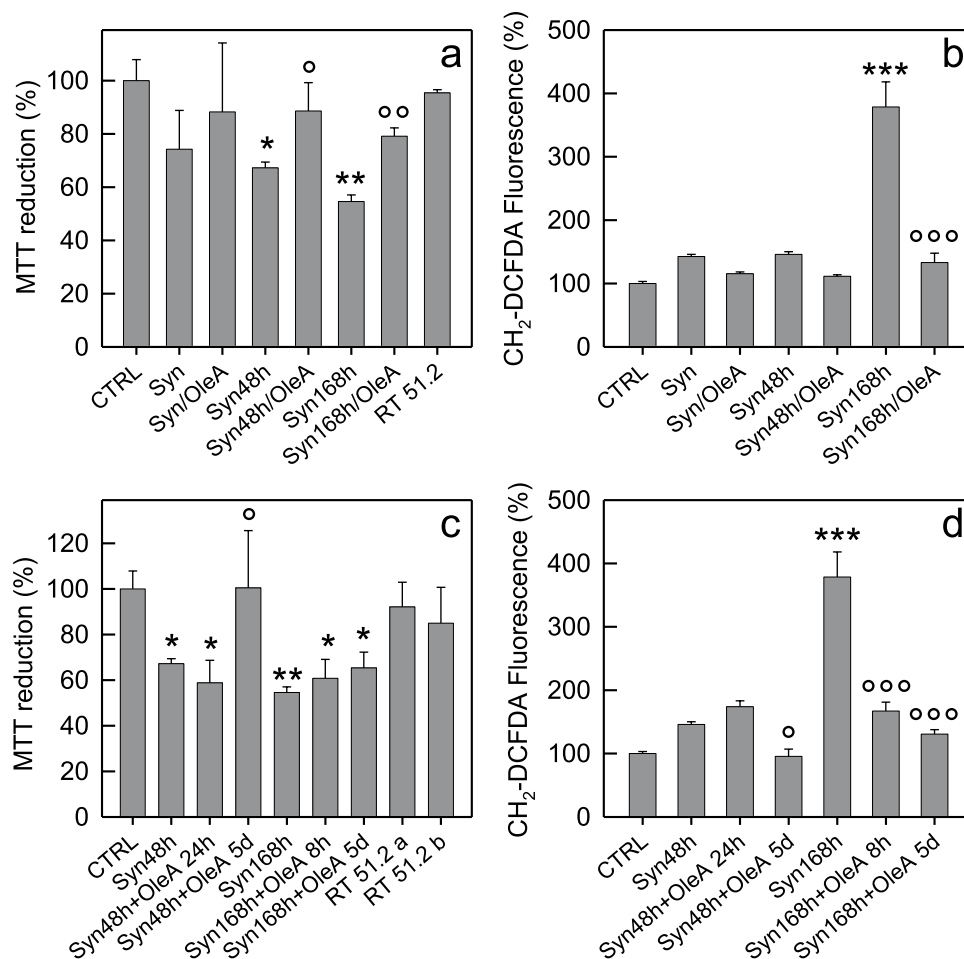 a
MTT reduction (%)
100
80
60
40
20
0
*
**
CTRL
Syn
Syn/OleA
Syn48h
Syn48h/OleA
Syn168h
Syn168h/OleA
RT 51.2
b
CH₂-DCFDA Fluorescence (%)
500
400
300
200
100
0
***
CTRL
Syn
Syn/OleA
Syn48h
Syn48h/OleA
Syn168h
Syn168h/OleA
c
MTT reduction (%)
120
100
80
60
40
20
0
*
*
**
*
*
CTRL
Syn48h
Syn48h+OleA 24h
Syn48h+OleA 5d
Syn168h
Syn168h+OleA 8h
Syn168h+OleA 5d
RT 51.2 a
RT 51.2 b
d
CH₂-DCFDA Fluorescence (%)
500
400
300
200
100
0
***
CTRL
Syn48h
Syn48h+OleA 24h
Syn48h+OleA 5d
Syn168h
Syn168h+OleA 8h
Syn168h+OleA 5d